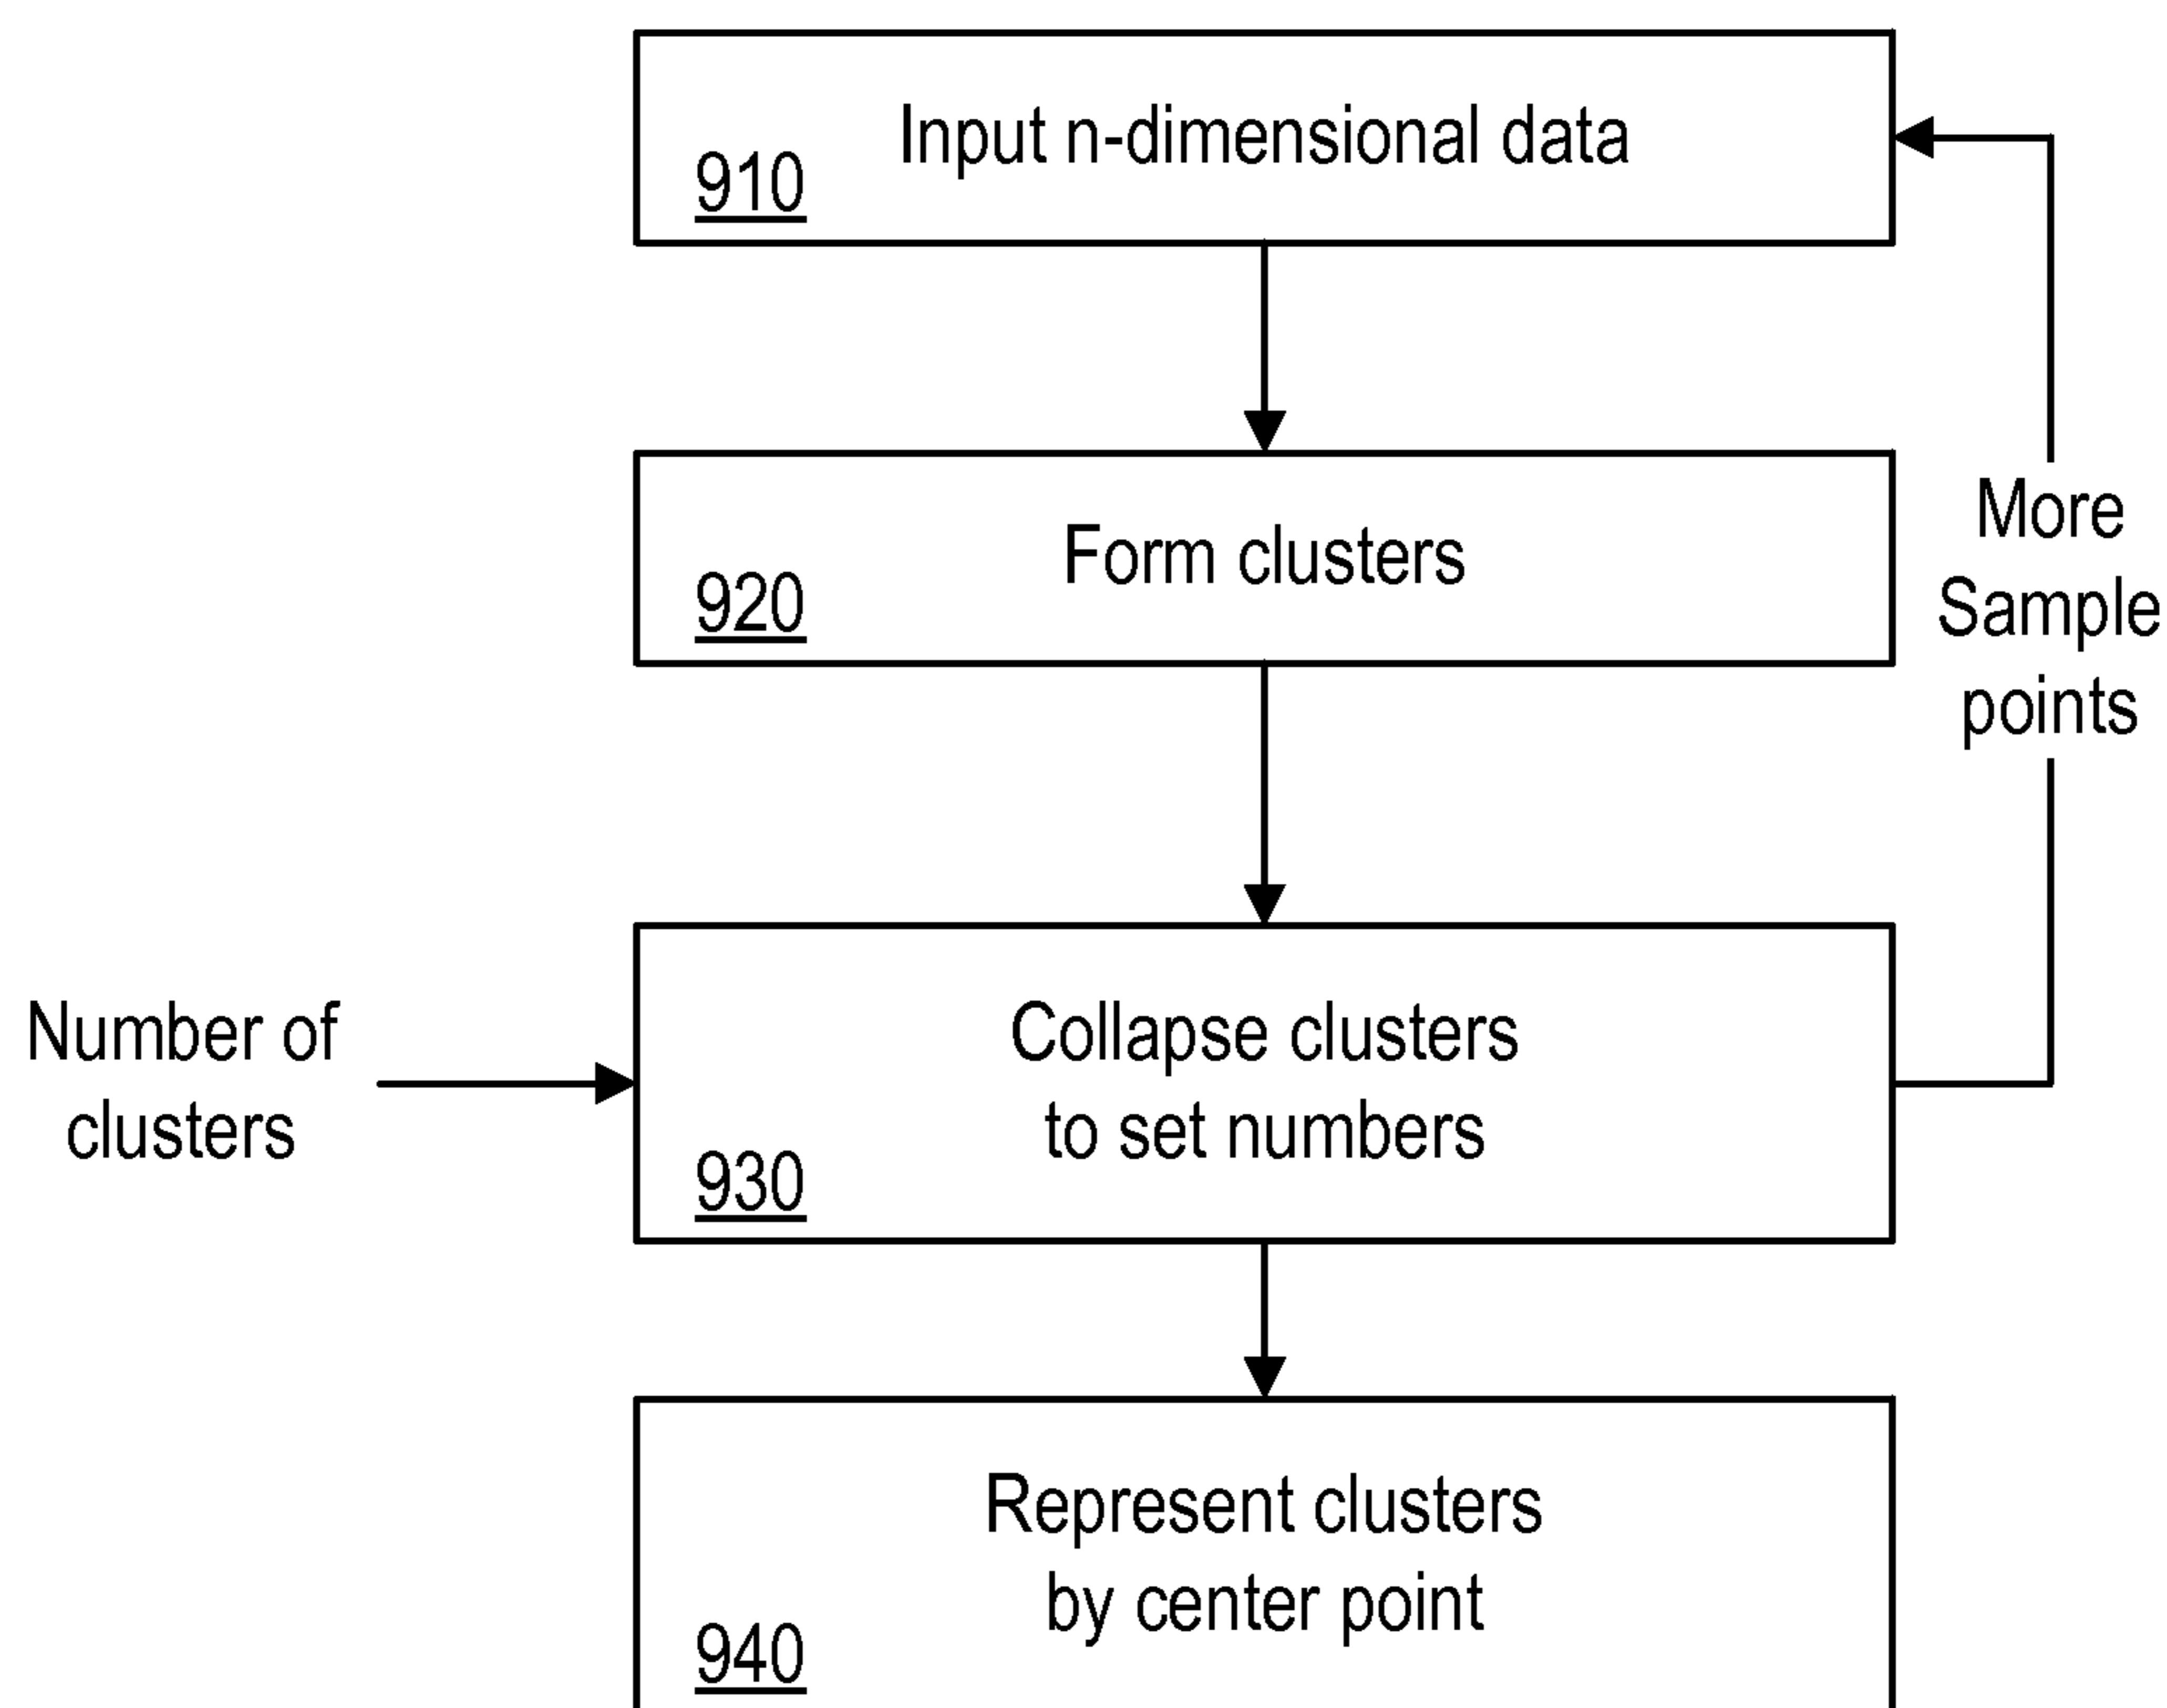 Input n-dimensional data
910
Form clusters
920
More
Sample
points
Number of
clusters
Collapse clusters
to set numbers
930
Represent clusters
by center point
940